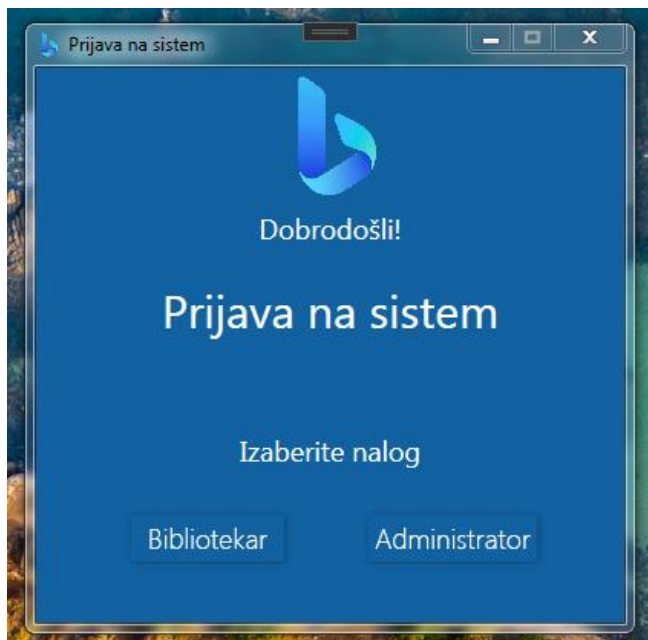 Prijava na sistem
Dobrodošli!
Prijava na sistem
Izaberite nalog
Bibliotekar Administrator